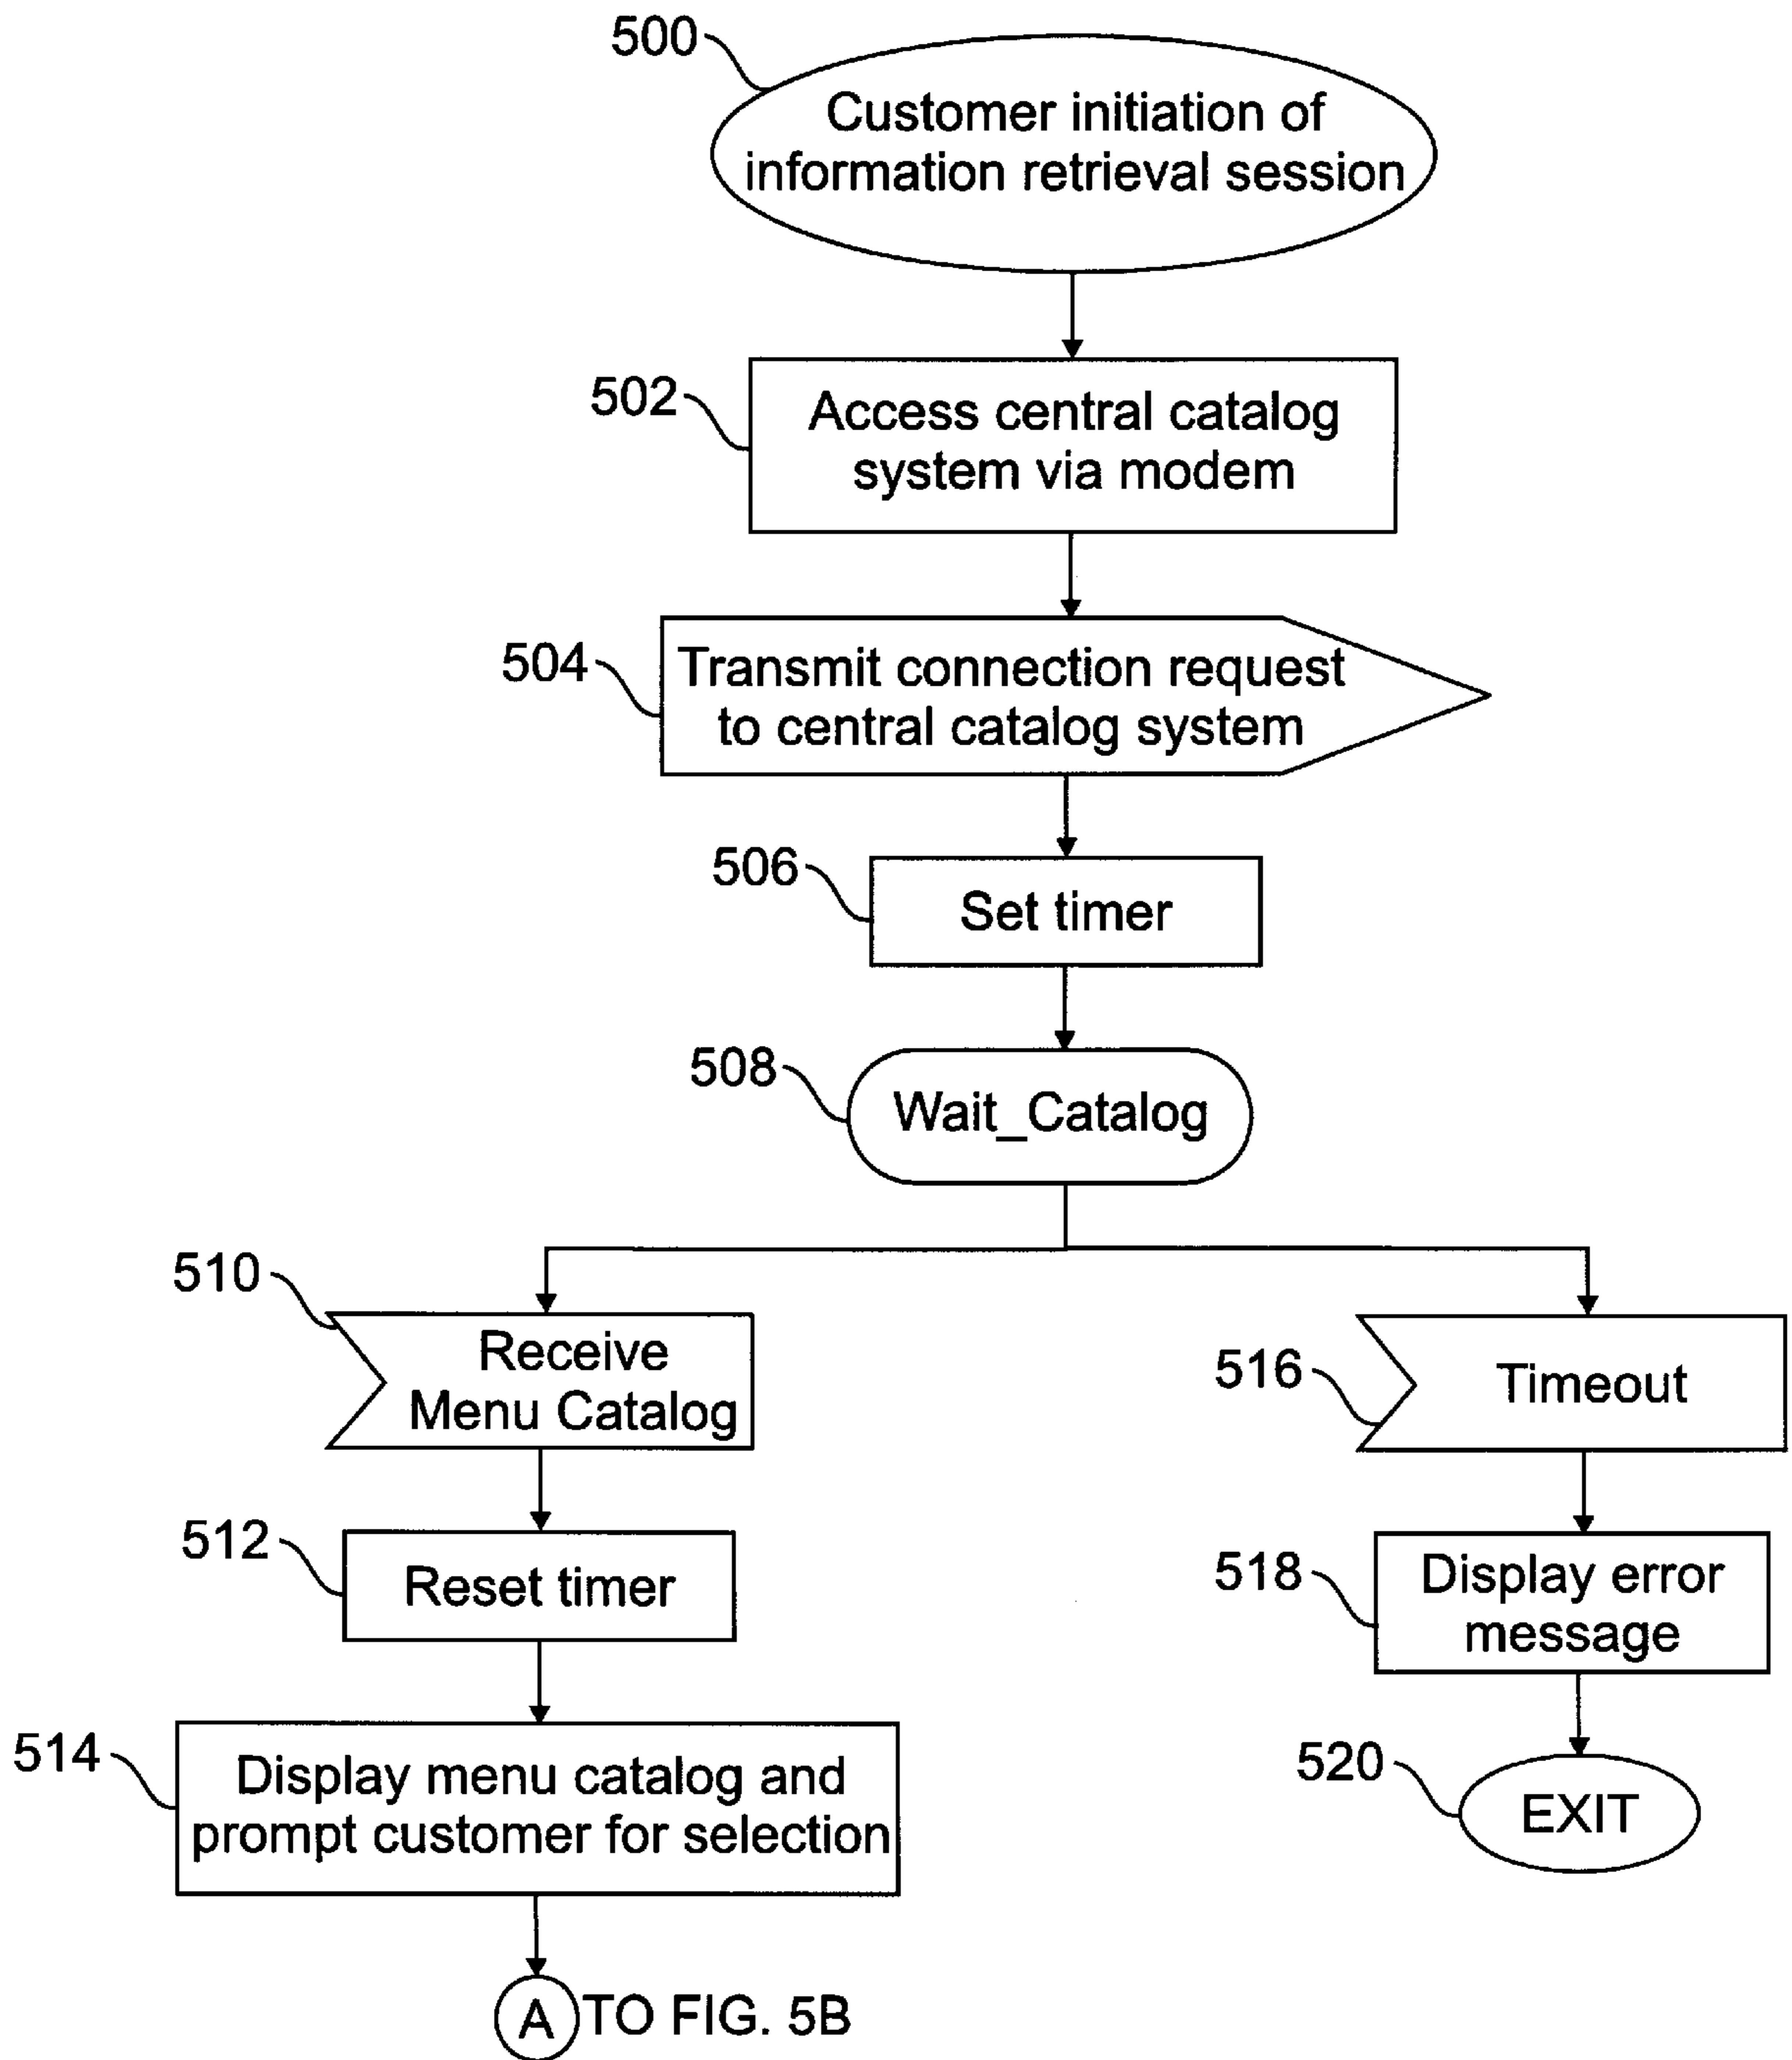 500
Customer initiation of
information retrieval session
502
Access central catalog
system via modem
504
Transmit connection request
to central catalog system
506
Set timer
508
Wait_Catalog
510
Receive
Menu Catalog
512
Reset timer
514
Display menu catalog and
prompt customer for selection
A TO FIG. 5B
516
Timeout
518
Display error
message
520
EXIT